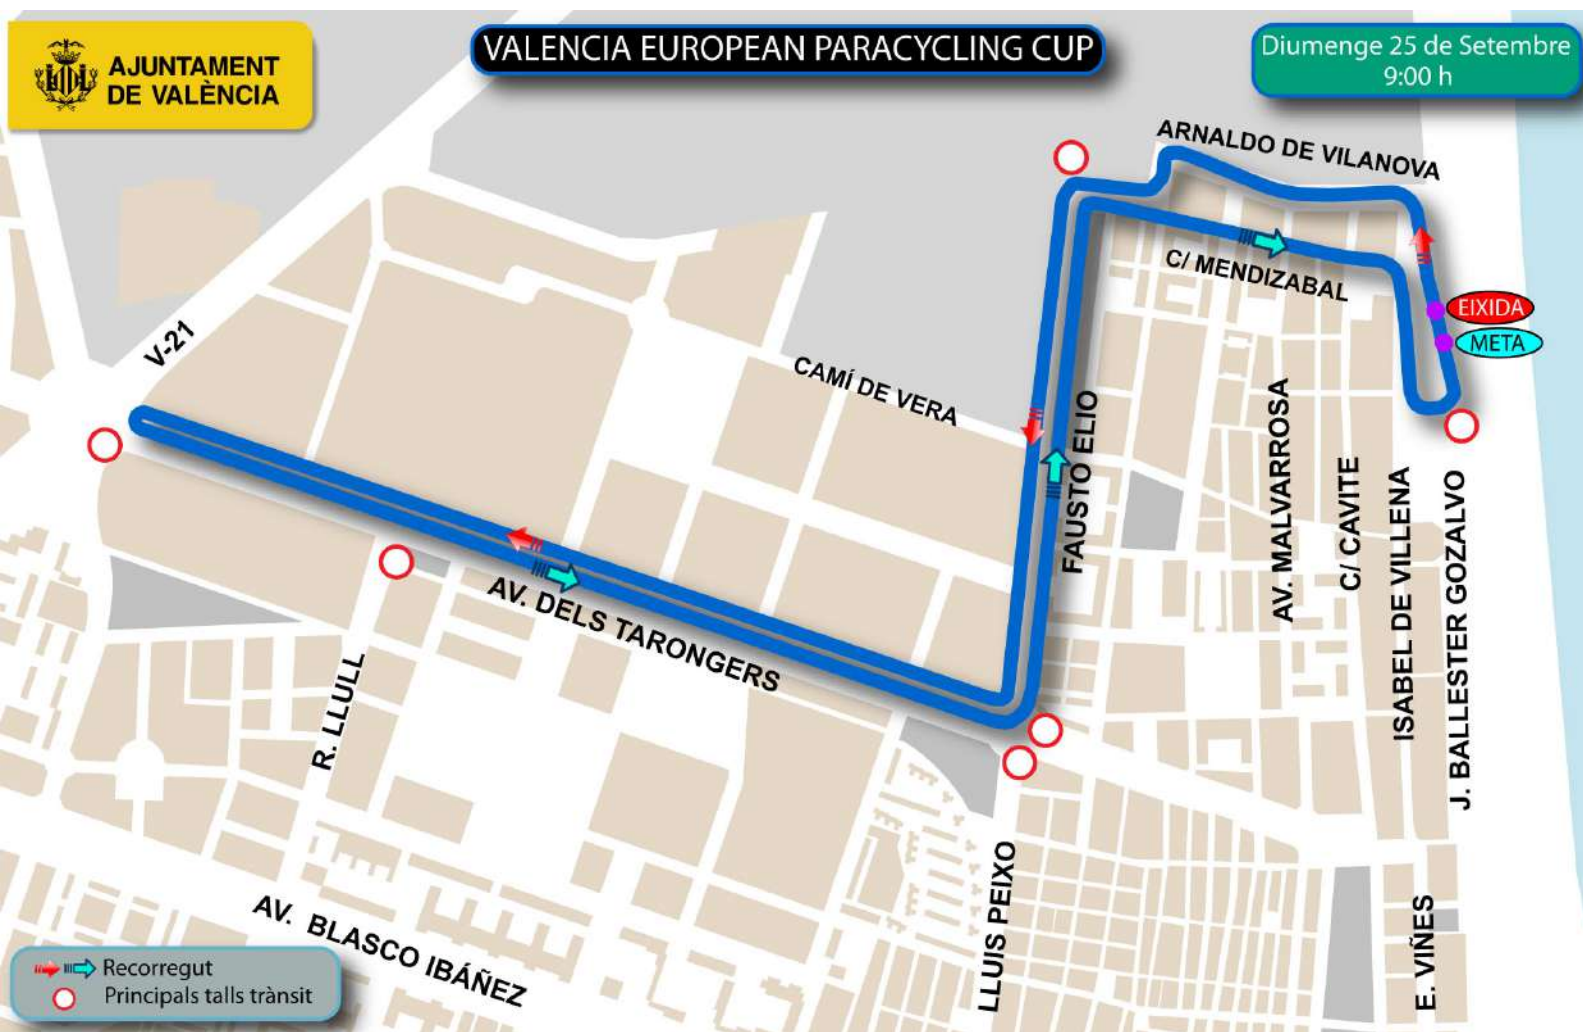 AJUNTAMENT
DE VALÈNCIA
VALENCIA EUROPEAN PARACYCLING CUP
Diumenge 25 de Setembre
9:00 h
ARNALDO DE VILANOVA
C/ MENDIZABAL
EIXIDA
META
V-21
CAMÍ DE VERA
FAUSTO ELIO
AV. MALVARROSA
C/ CAVITE
ISABEL DE VILLENA
J. BALLESTER GOZALVO
AV. DELS TARONGERS
R. LLULL
AV. BLASCO IBÁÑEZ
LLUIS PEIXO
E. VIÑES
Recorregut
Principals talls trànsit